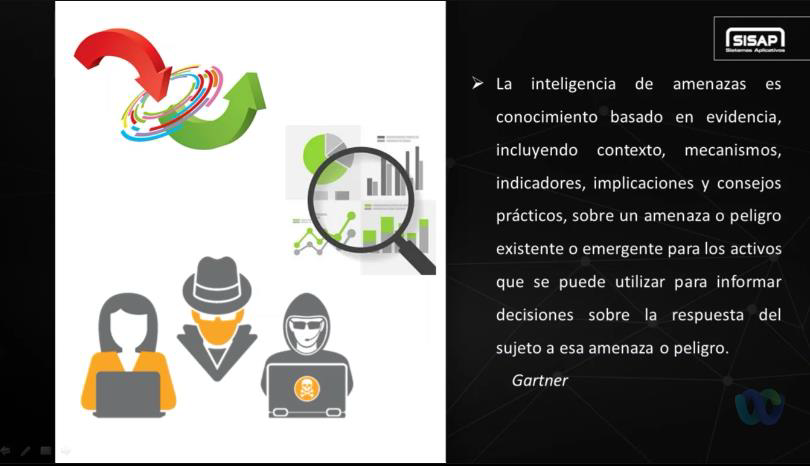 SISAP
Sistemas Aplicativos
➢ La inteligencia de amenazas es
conocimiento basado en evidencia,
incluyendo contexto, mecanismos,
indicadores, implicaciones y consejos
prácticos, sobre un amenaza o peligro
existente o emergente para los activos
que se puede utilizar para informar
decisiones sobre la respuesta del
sujeto a esa amenaza o peligro.
Gartner